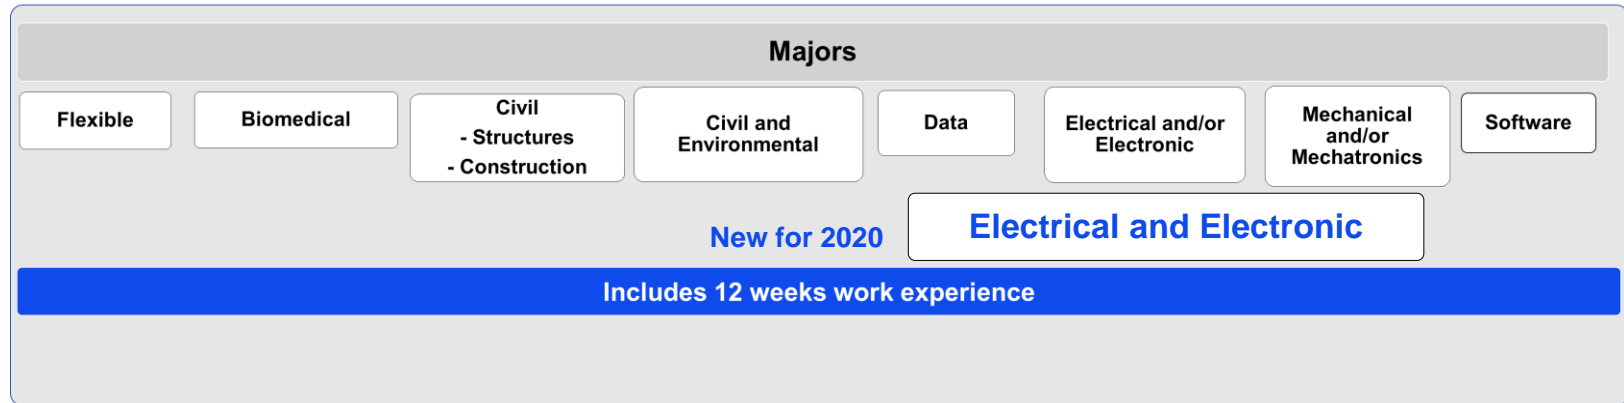 Majors
Flexible
Biomedical
Civil
- Structures
- Construction
Civil and
Environmental
Data
Electrical and/or
Electronic
Mechanical
and/or
Mechatronics
Software
New for 2020
Electrical and Electronic
Includes 12 weeks work experience